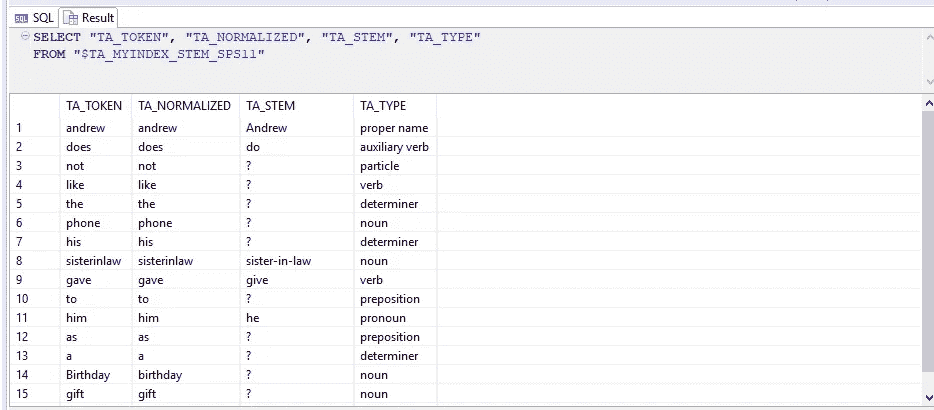 SQL Result
SELECT "TA_TOKEN", "TA_NORMALIZED", "TA_STEM", "TA_TYPE"
FROM "$TA_MYINDEX_STEM_SPS11"
TA_TOKEN TA_NORMALIZED TA_STEM TA_TYPE
1 andrew andrew Andrew proper name
2 does does do auxiliary verb
3 not not ? particle
4 like like ? verb
5 the the ? determiner
6 phone phone ? noun
7 his his ? determiner
8 sisterinlaw sisterinlaw sister-in-law noun
9 gave gave give verb
10 to to ? preposition
11 him him he pronoun
12 as as ? preposition
13 a a ? determiner
14 Birthday birthday ? noun
15 gift gift ? noun